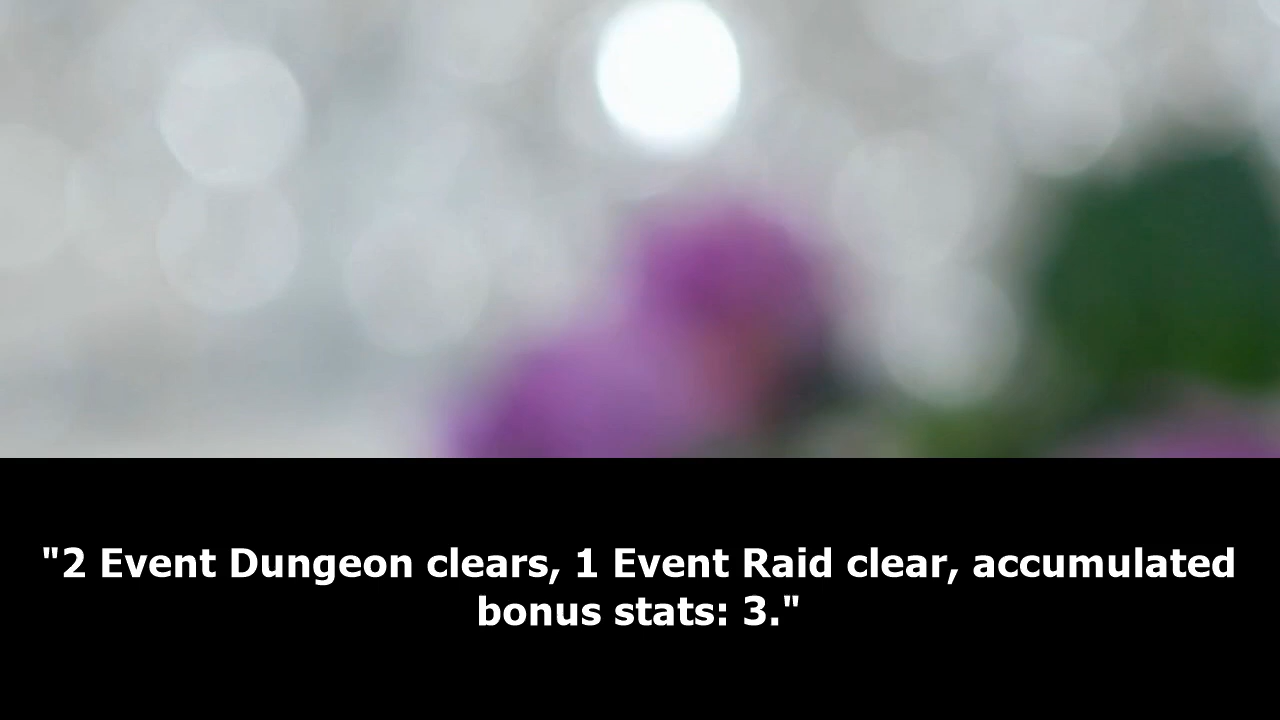 "2 Event Dungeon clears, 1 Event Raid clear, accumulated
bonus stats: 3."